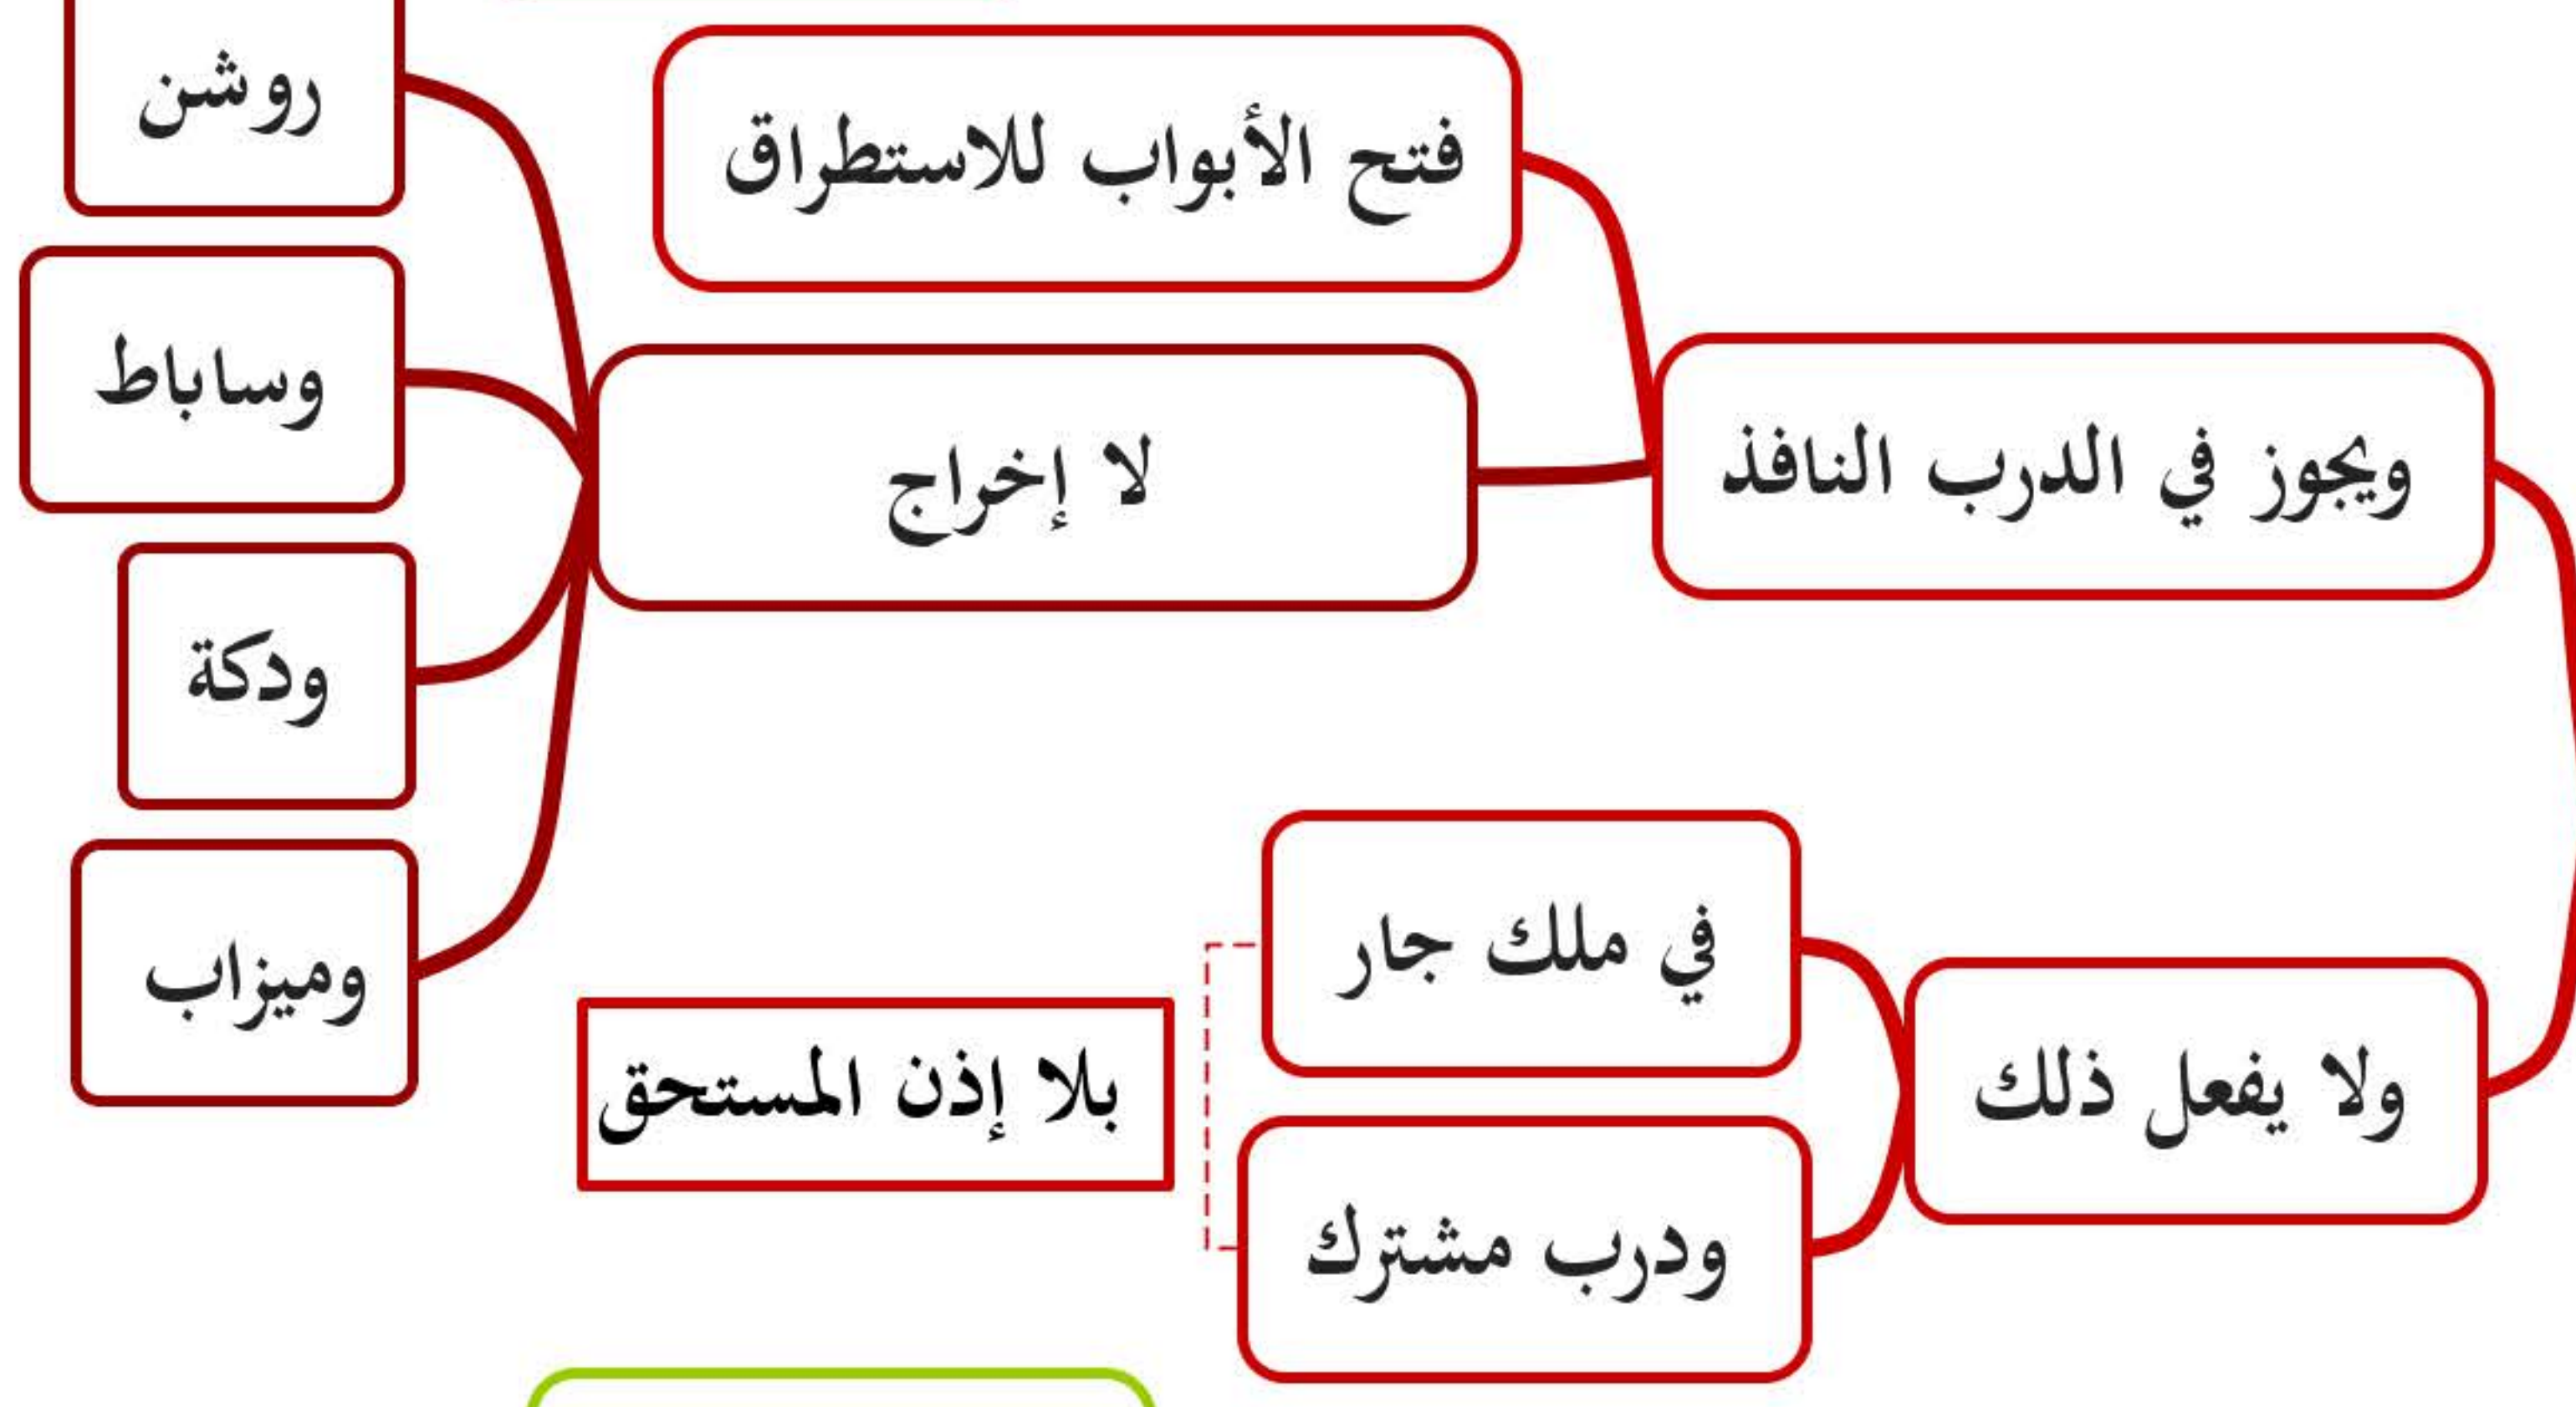 ويجوز في الدرب النافذ
فتح الأبواب للاستطراق
لا إخراج
روشن
وساباط
ودكة
وميزاب
ولا يفعل ذلك
في ملك جار
ودرب مشترك
بلا إذن المستحق